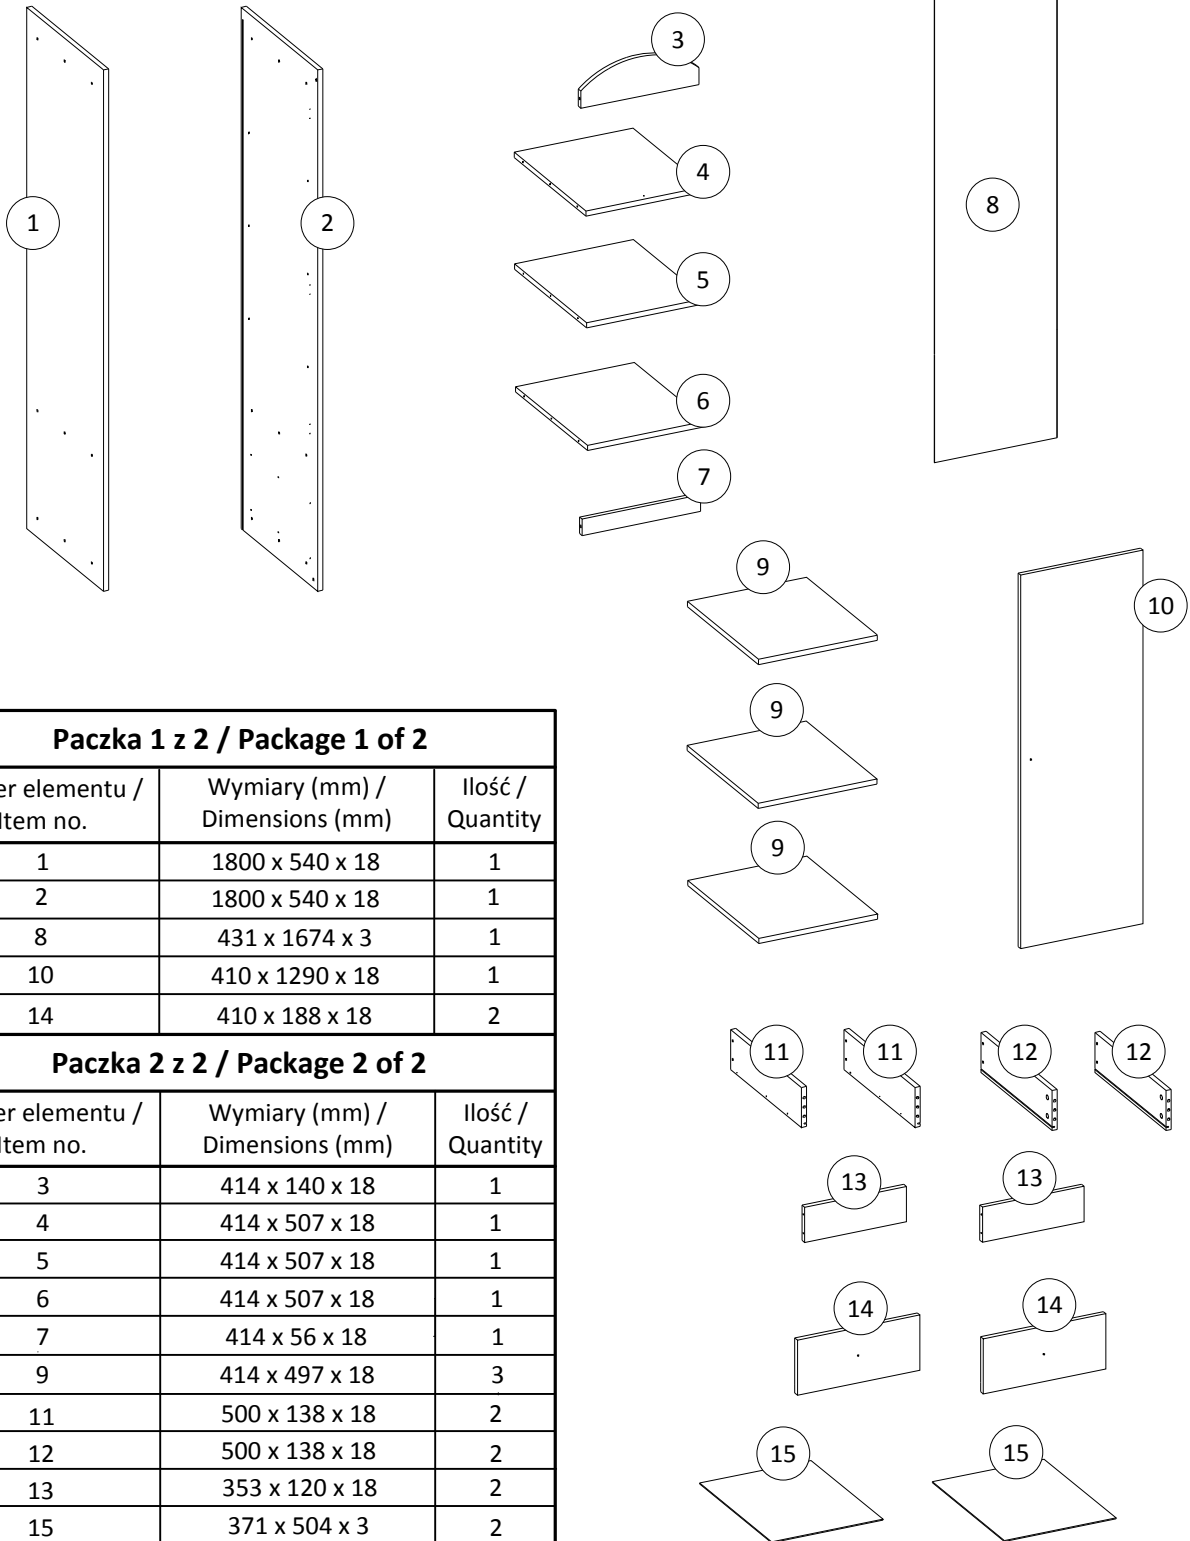 3
4
1
2
8
5
6
7
9
10
9
9
Paczka 1 z 2 / Package 1 of 2
er elementu / Wymiary (mm) / Ilość /
Item no. Dimensions (mm) Quantity
1 1800 x 540 x 18 1
2 1800 x 540 x 18 1
8 431 x 1674 x 3 1
10 410 x 1290 x 18 1
14 410 x 188 x 18 2
Paczka 2 z 2 / Package 2 of 2
er elementu / Wymiary (mm) / Ilość /
Item no. Dimensions (mm) Quantity
3 414 x 140 x 18 1
4 414 x 507 x 18 1
5 414 x 507 x 18 1
6 414 x 507 x 18 1
7 414 x 56 x 18 1
9 414 x 497 x 18 3
11 500 x 138 x 18 2
12 500 x 138 x 18 2
13 353 x 120 x 18 2
15 371 x 504 x 3 2
11 11 12 12
13 13
14 14
15 15